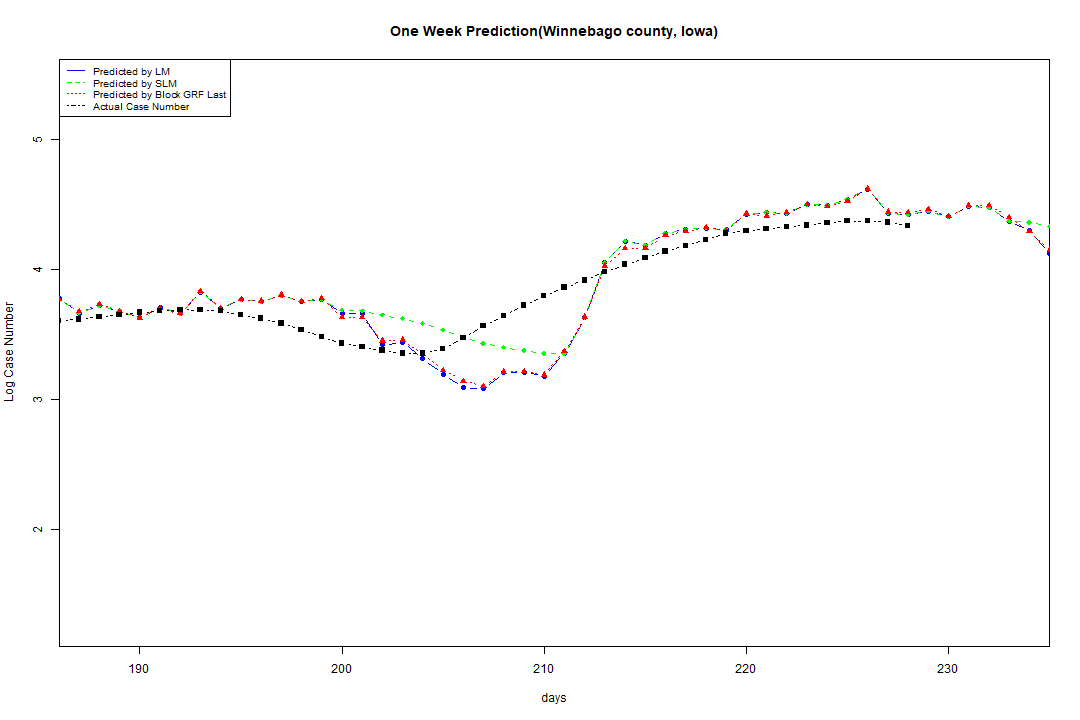 One Week Prediction(Winnebago county, Iowa)
Predicted by LM
Predicted by SLM
Predicted by Block GRF Last
Actual Case Number
5
4
3
2
Log Case Number
190 200 210 220 230
days